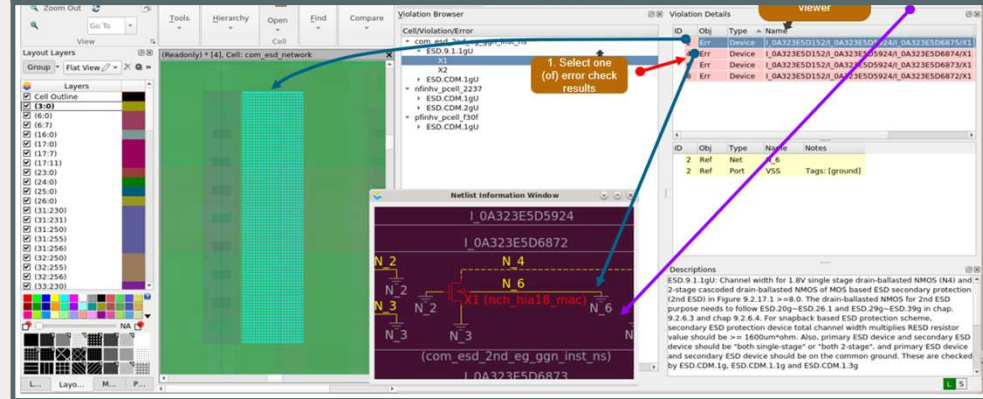 Zoom Out
Go To
View
Tools
Hierarchy
Open
Cell
Find
Compare
Layout Layers
Group
Flat View
Layers
Cell Outline
(3:0)
(6:0)
(6:7)
(16:0)
(17:0)
(17:7)
(17:11)
(23:0)
(24:0)
(25:0)
(26:0)
(31:230)
(31:231)
(31:250)
(31:255)
(31:256)
(32:250)
(32:255)
(32:256)
(33:230)
NA
L...
Layo...
M...
P...
(Readonly) * [4], Cell: com_esd_network
Violation Browser
Cell/Violation/Error
com_esd_2nd_eg_ggn_inst_ns
ESD.9.1.1gU
X1
X2
ESD.CDM.1gU
nfinhv_pcell_2237
ESD.CDM.1gU
ESD.CDM.2gU
pfinhv_pcell_f30f
ESD.CDM.1gU
1. Select one
(of) error check
results
Viewer
Violation Details
ID Obj Type Name
Err Device I_0A323E5D152/I_0A323E5D5924/I_0A323E5D6875/X1
4 Err Device I_0A323E5D152/I_0A323E5D5924/I_0A323E5D6874/X1
Err Device I_0A323E5D152/I_0A323E5D5924/I_0A323E5D6873/X1
8 Err Device I_0A323E5D152/I_0A323E5D5924/I_0A323E5D6872/X1
ID Obj Type Name Notes
2 Ref Net N_6
2 Ref Port VSS Tags: [ground]
Netlist Information Window
I_0A323E5D5924
I_0A323E5D6872
N_2
N_4
N_6
N_2
N_2
X1 (nch_hia18_mac)
N_6
N_3
N_3
N_3
N
(com_esd_2nd_eg_ggn_inst_ns)
I_0A323E5D6873
Descriptions
ESD.9.1.1gU: Channel width for 1.8V single stage drain-ballasted NMOS (N4) and
2-stage cascoded drain-ballasted NMOS of MOS based ESD secondary protection
(2nd ESD) in Figure 9.2.17.1 >=8.0. The drain-ballasted NMOS for 2nd ESD
purpose needs to follow ESD.20g~ESD.26.1 and ESD.29g~ESD.39g in chap.
9.2.6.3 and chap 9.2.6.4. For snapback based ESD protection scheme,
secondary ESD protection device total channel width multiplies RESD resistor
value should be >= 1600um*ohm. Also, primary ESD device and secondary ESD
device should be "both single-stage" or "both 2-stage", and primary ESD device
and secondary ESD device should be on the common ground. These are checked
by ESD.CDM.1g, ESD.CDM.1.1g and ESD.CDM.1.3g
L S